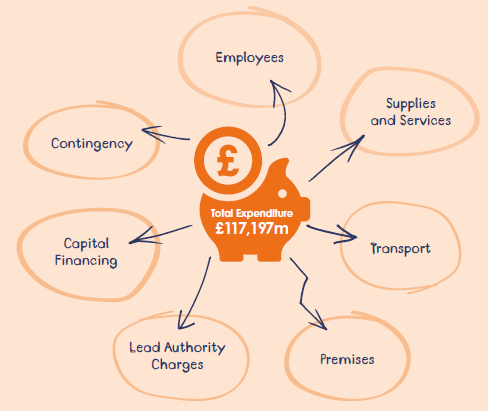 Employees
Supplies
and Services
Contingency
£
Total Expenditure
£117,197m
Capital
Financing
Transport
Lead Authority
Charges
Premises